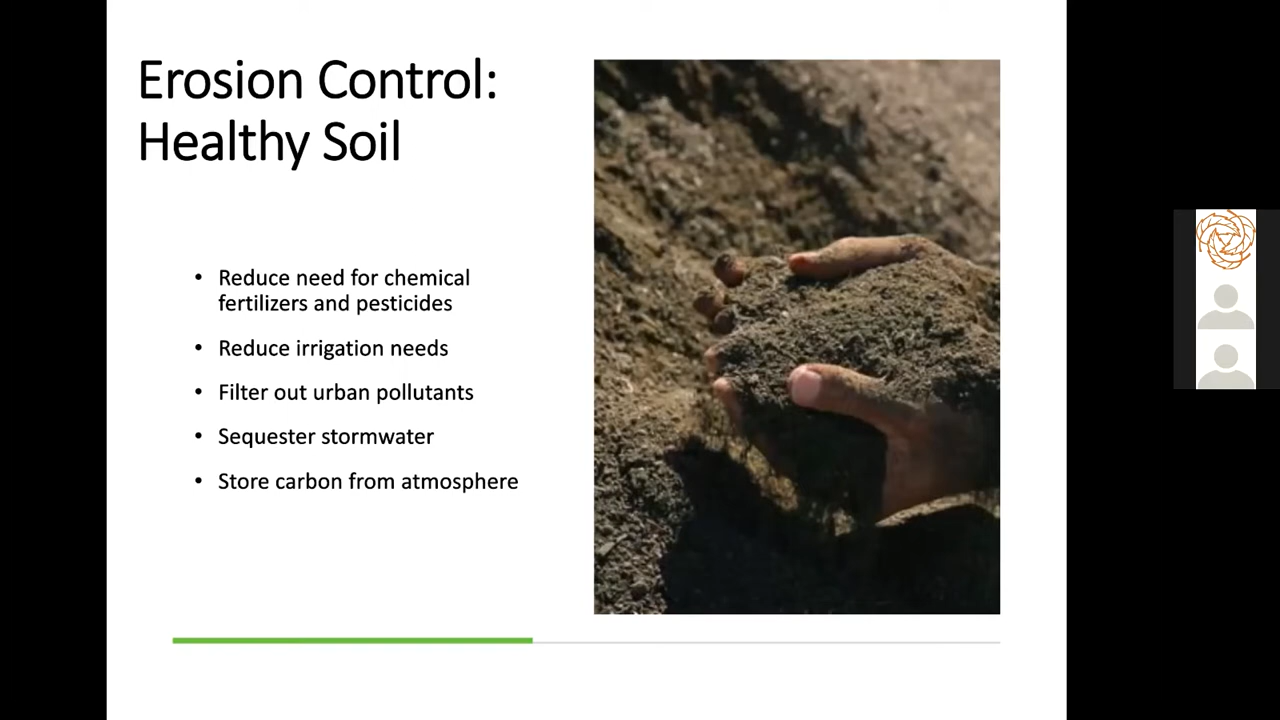 Erosion Control:
Healthy Soil
• Reduce need for chemical
fertilizers and pesticides
• Reduce irrigation needs
• Filter out urban pollutants
• Sequester stormwater
• Store carbon from atmosphere